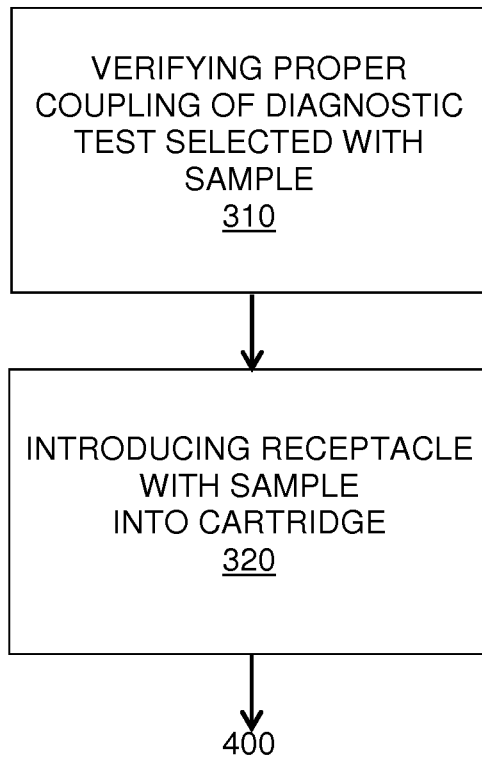 VERIFYING PROPER
COUPLING OF DIAGNOSTIC
TEST SELECTED WITH
SAMPLE
310
INTRODUCING RECEPTACLE
WITH SAMPLE
INTO CARTRIDGE
320
400